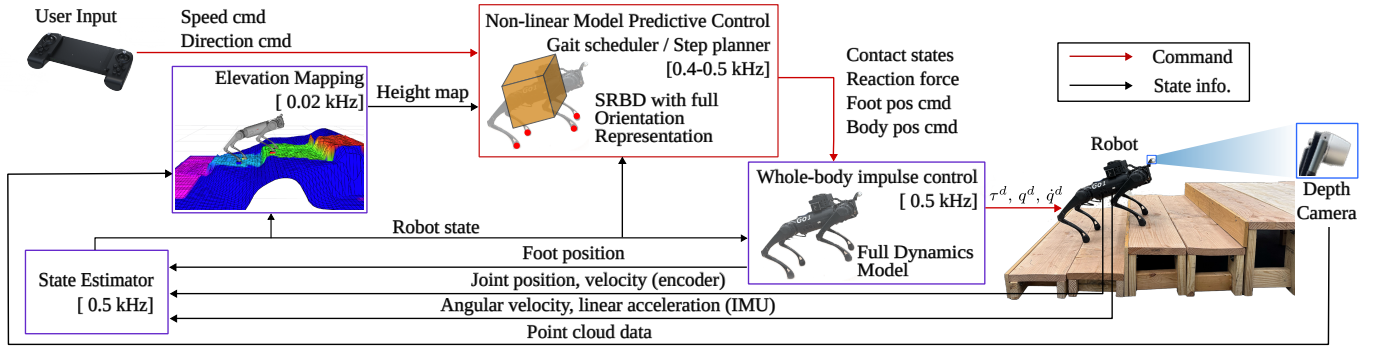 User Input
Speed cmd
Direction cmd
Elevation Mapping
[ 0.02 kHz]
Height map
Non-linear Model Predictive Control
Gait scheduler / Step planner
[0.4-0.5 kHz]
SRBD with full
Orientation
Representation
Contact states
Reaction force
Foot pos cmd
Body pos cmd
Command
State info.
Whole-body impulse control
[ 0.5 kHz]
Go1
Full Dynamics
Model
τᵈ, qᵈ, q̇ᵈ
Robot
Go1
Depth
Camera
Robot state
Foot position
State Estimator
[ 0.5 kHz]
Joint position, velocity (encoder)
Angular velocity, linear acceleration (IMU)
Point cloud data